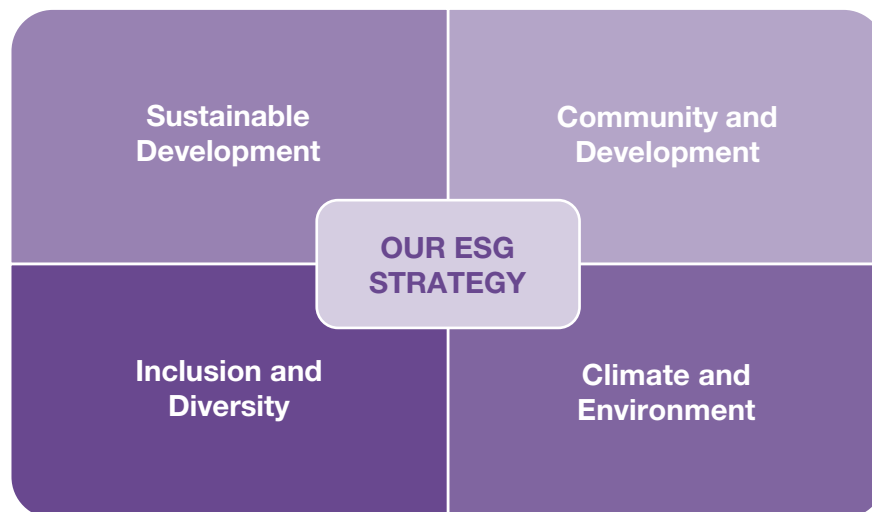 Sustainable
Development
Community and
Development
OUR ESG
STRATEGY
Inclusion and
Diversity
Climate and
Environment